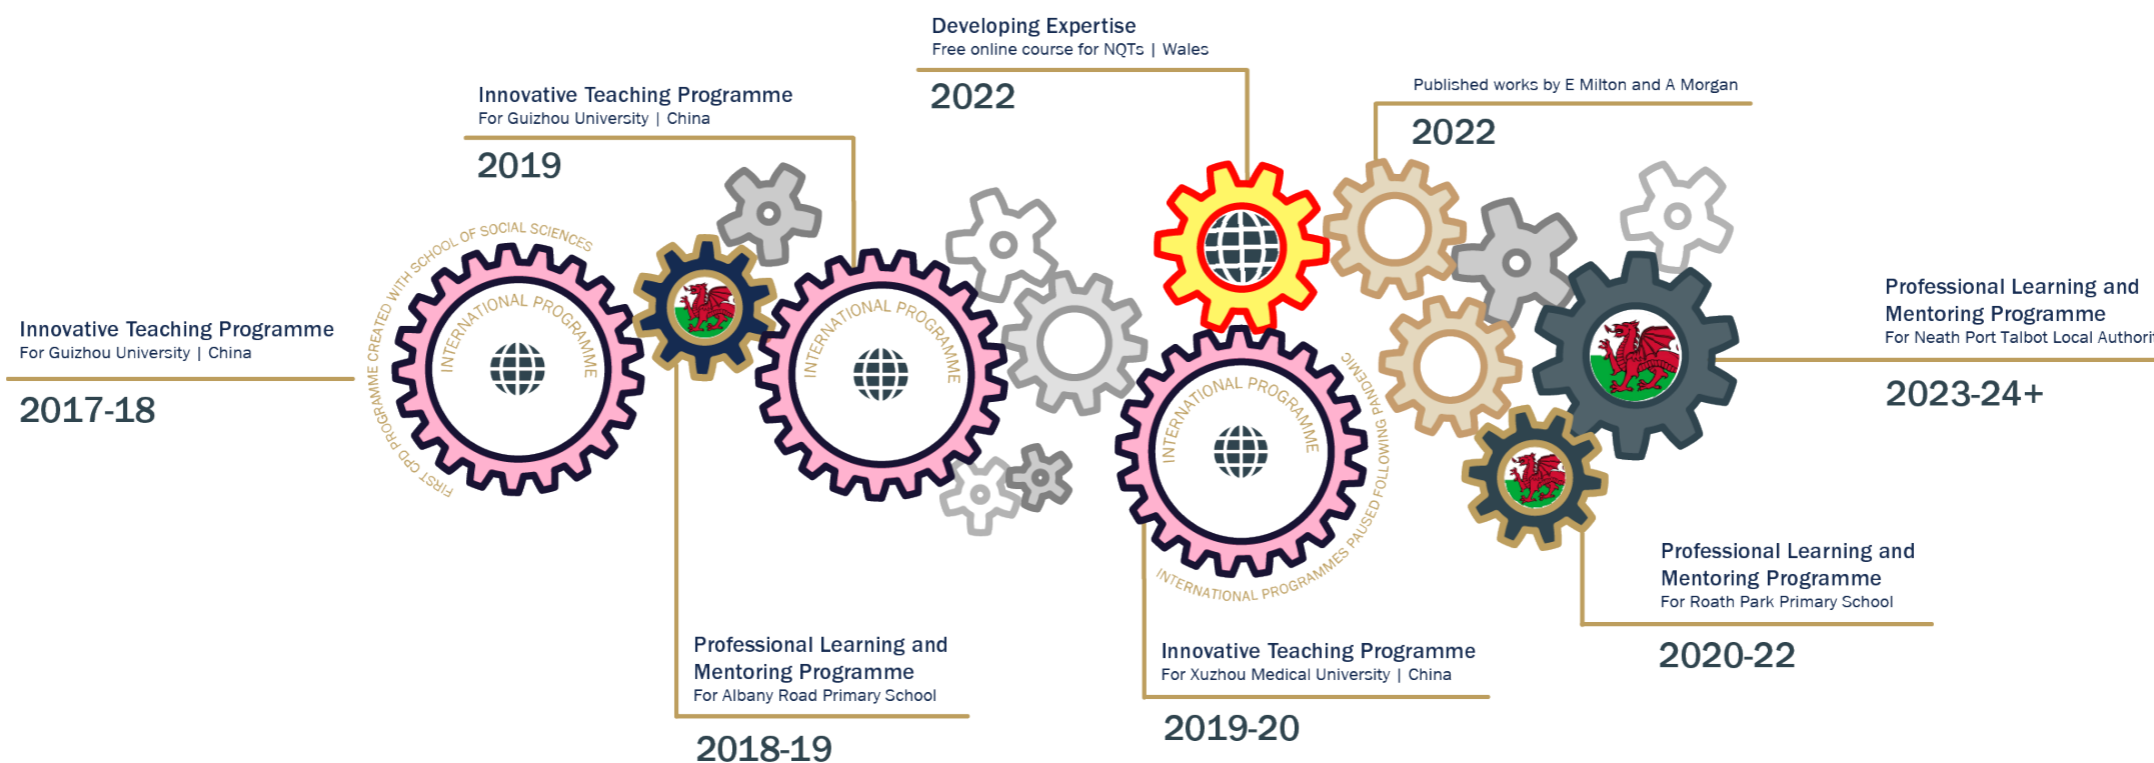 Innovative Teaching Programme
For Guizhou University | China
2017-18
FIRST CPD PROGRAMME CREATED WITH SCHOOL OF SOCIAL SCIENCES
INTERNATIONAL PROGRAMME
Professional Learning and
Mentoring Programme
For Albany Road Primary School
2018-19
Innovative Teaching Programme
For Guizhou University | China
2019
INTERNATIONAL PROGRAMME
Developing Expertise
Free online course for NQTs | Wales
2022
INTERNATIONAL PROGRAMME
INTERNATIONAL PROGRAMMES PAUSED FOLLOWING PANDEMIC
Innovative Teaching Programme
For Xuzhou Medical University | China
2019-20
Published works by E Milton and A Morgan
2022
Professional Learning and
Mentoring Programme
For Roath Park Primary School
2020-22
Professional Learning and
Mentoring Programme
For Neath Port Talbot Local Authorit
2023-24+